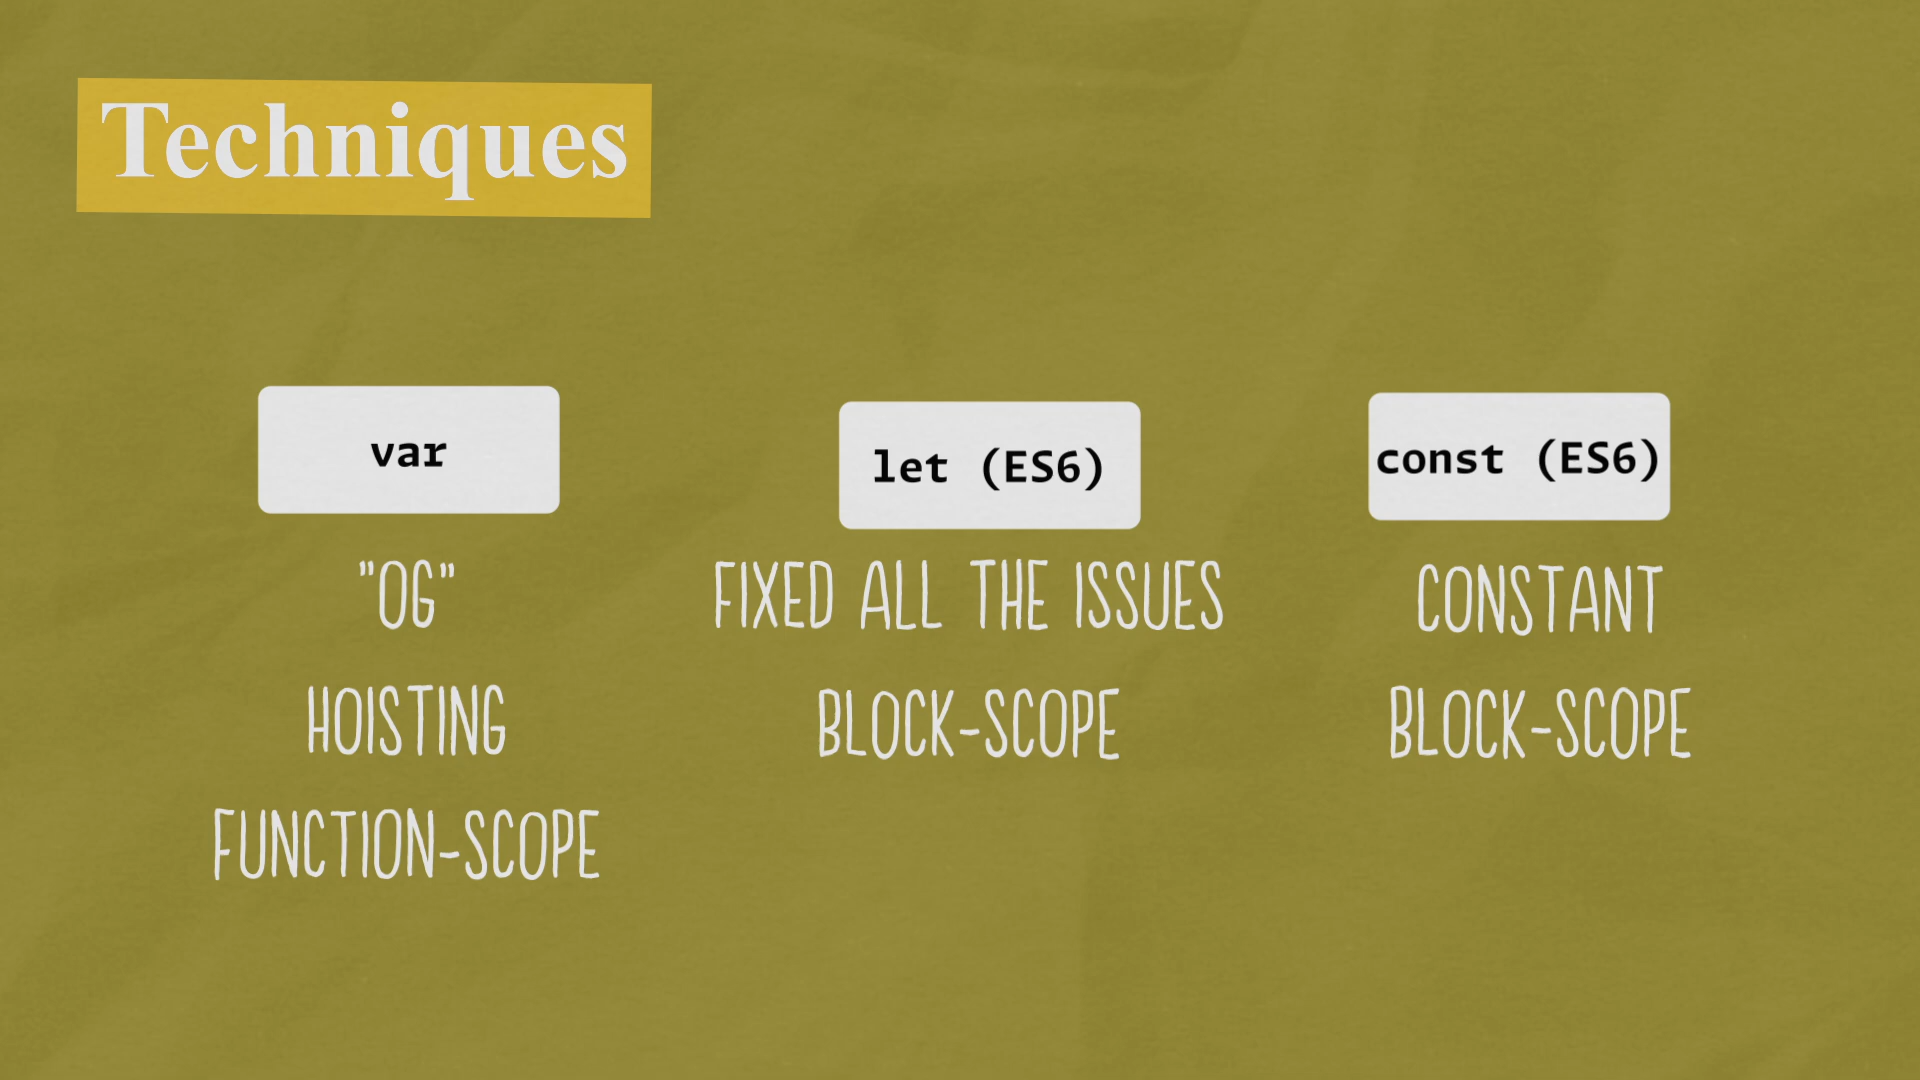 Techniques
var
"OG"
HOISTING
FUNCTION-SCOPE
let (ES6)
FIXED ALL THE ISSUES
BLOCK-SCOPE
const (ES6)
CONSTANT
BLOCK-SCOPE